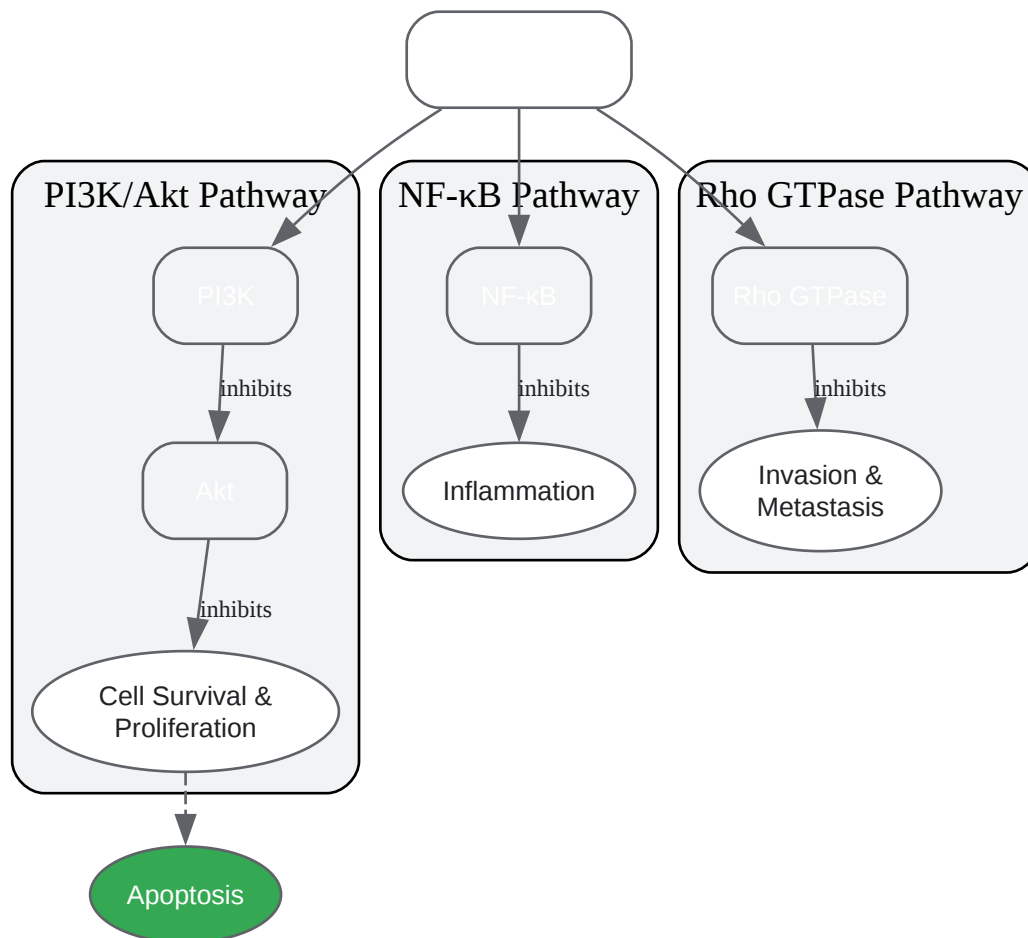 PI3K/Akt Pathway
NF-κB Pathway
Rho GTPase Pathway
PI3K
NF-κB
Rho GTPase
inhibits
inhibits
inhibits
Akt
Inflammation
Invasion &
Metastasis
inhibits
Cell Survival &
Proliferation
Apoptosis